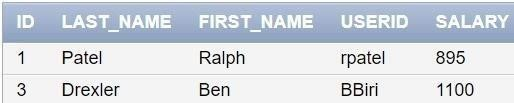 ID LAST_NAME FIRST_NAME USERID SALARY
1 Patel Ralph rpatel 895
3 Drexler Ben BBiri 1100